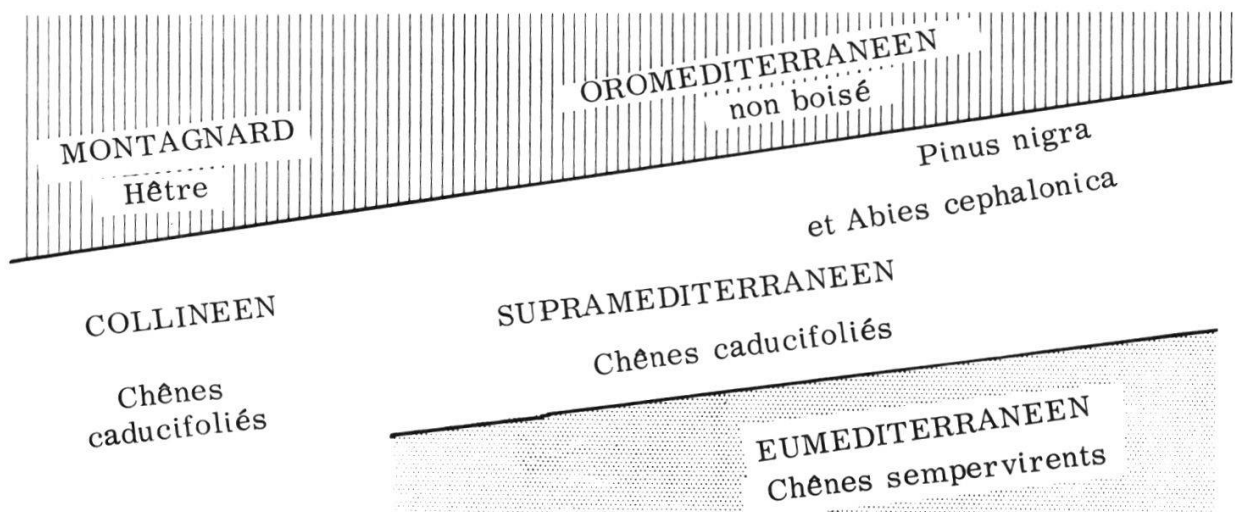 MONTAGNARD
Hêtre
OROMEDITERRANEEN
non boisé
Pinus nigra
et Abies cephalonica
COLLINEEN
Chênes
caducifoliés
SUPRAMEDITERRANEEN
Chênes caducifoliés
EUMEDITERRANEEN
Chênes sempervirents